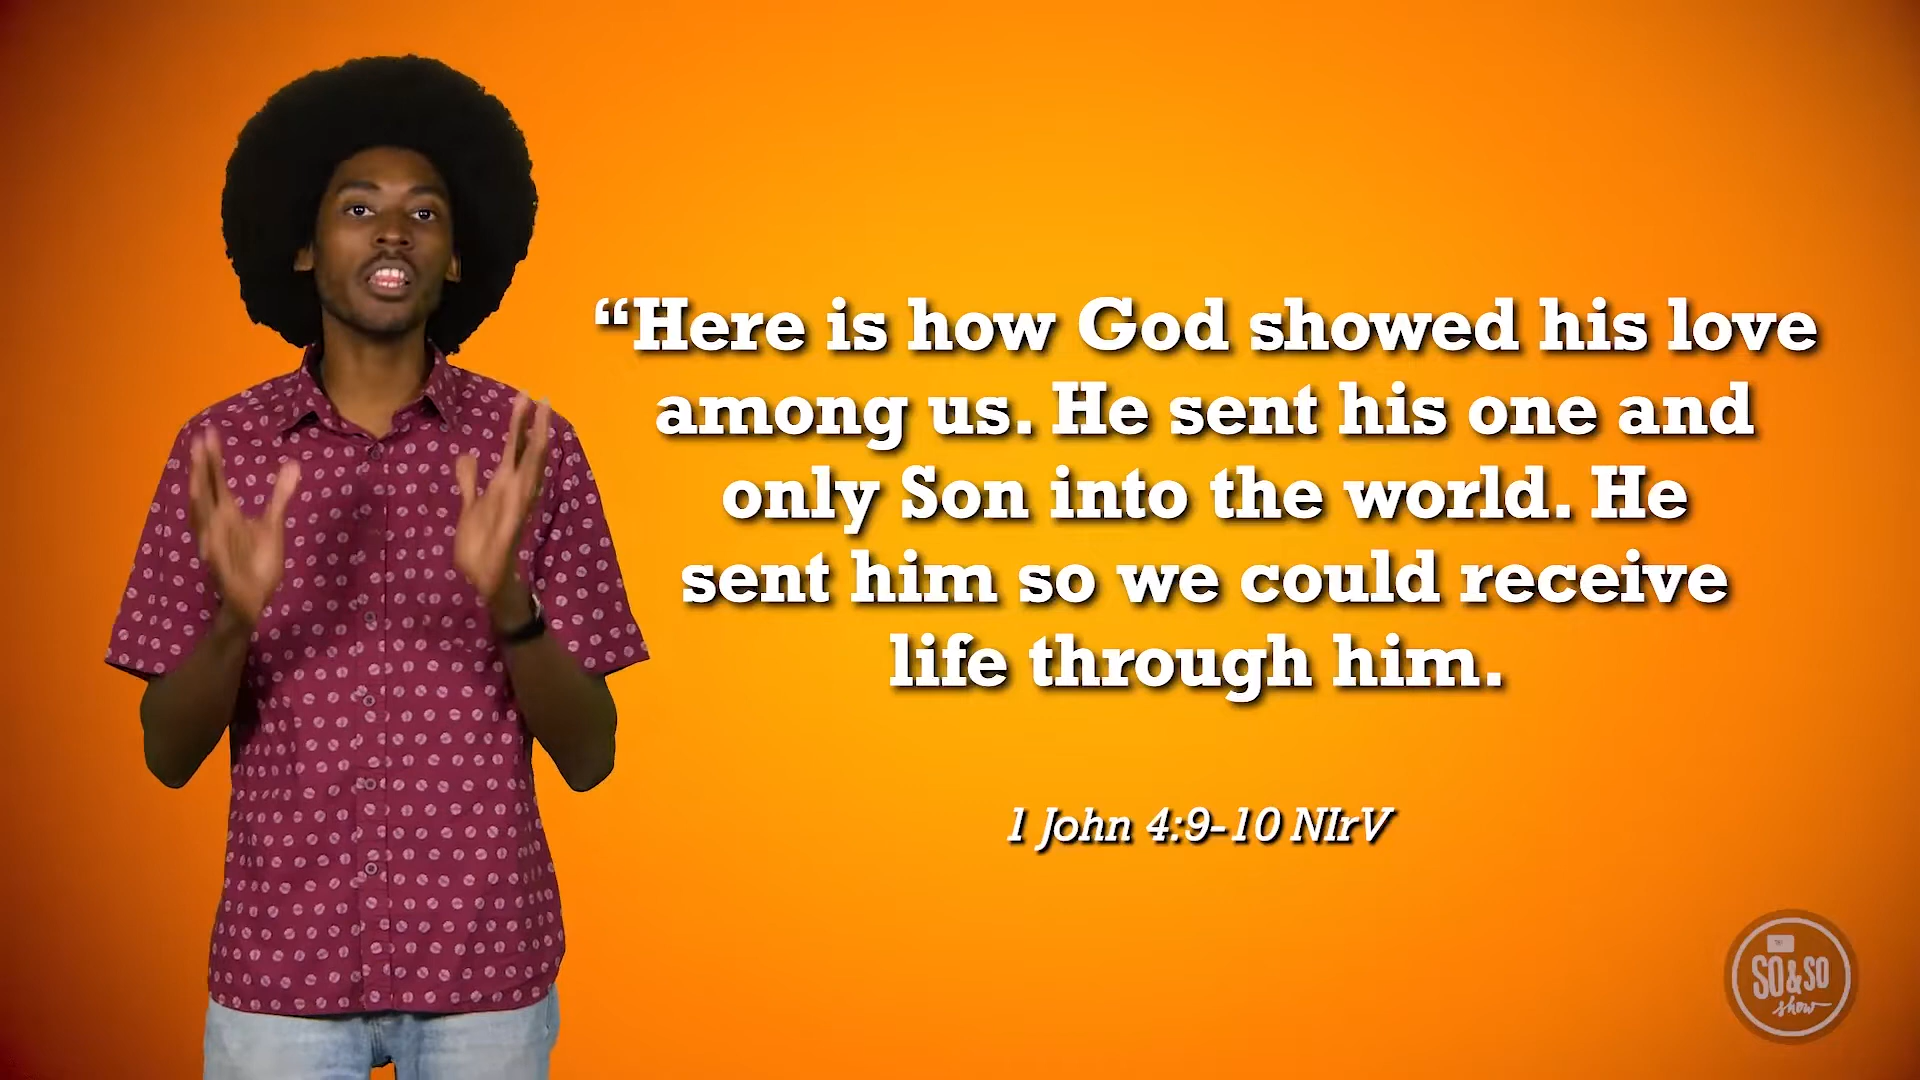 “Here is how God showed his love
among us. He sent his one and
only Son into the world. He
sent him so we could receive
life through him.
1 John 4:9-10 NIrV
SO & SO
show